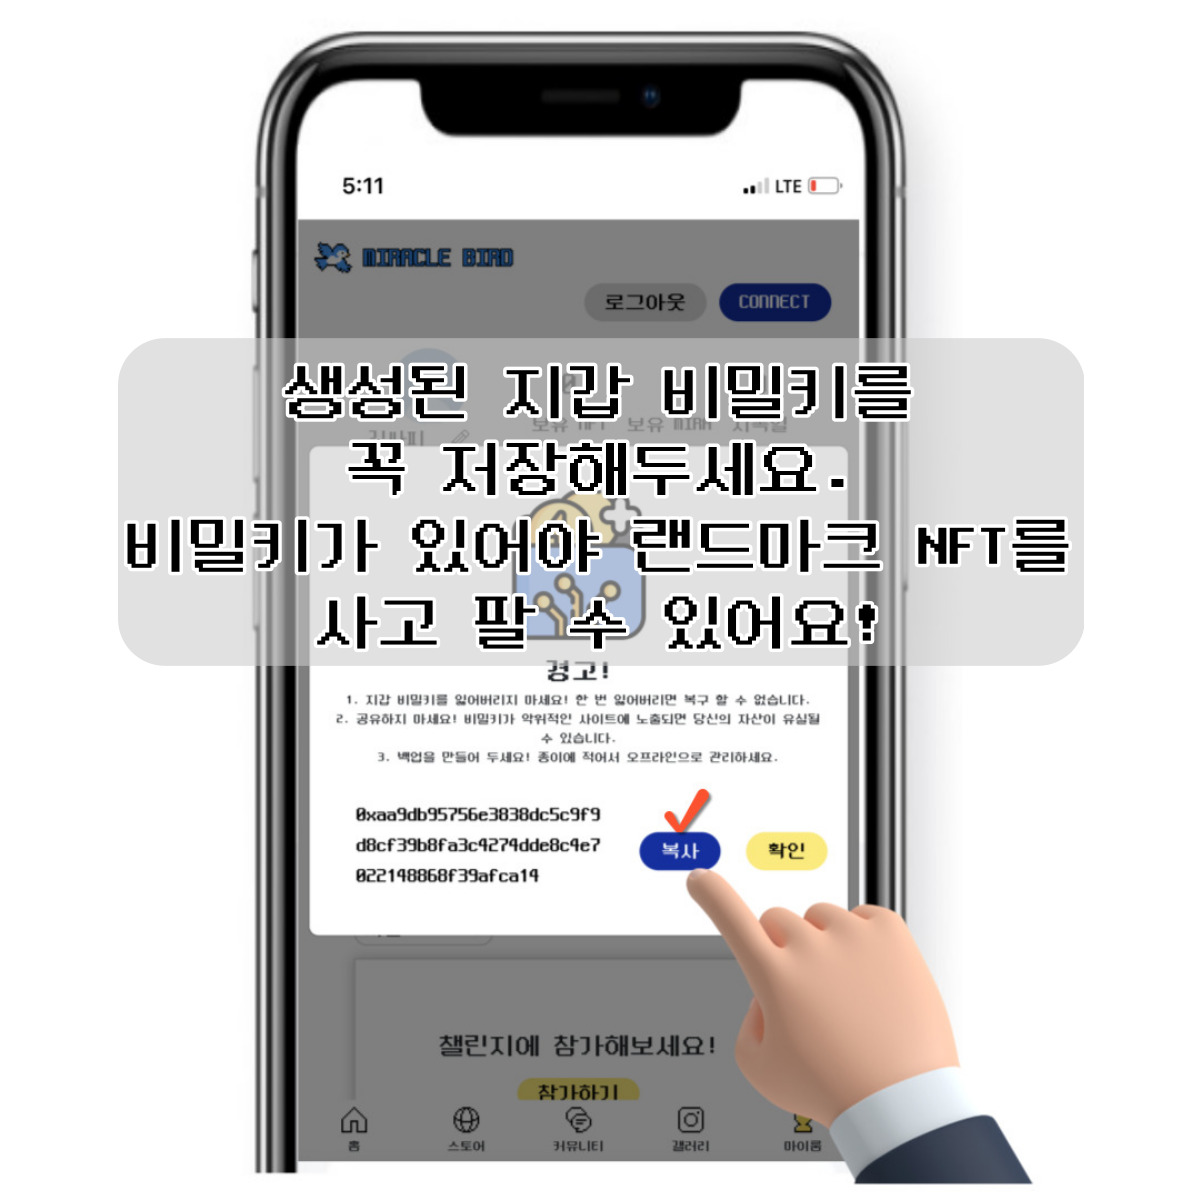 5:11
LTE
MIRACLE BIRD
로그아웃
CONNECT
생성된 지갑 비밀키를
꼭 저장해두세요.
비밀키가 있어야 랜드마크 NFT를
사고 팔 수 있어요!
경고!
1. 지갑 비밀키를 잃어버리지 마세요! 한 번 잃어버리면 복구 할 수 없습니다.
2. 공유하지 마세요! 비밀키가 악위적인 사이트에 노출되면 당신의 자산이 유실될
수 있습니다.
3. 백업을 만들어 두세요! 종이에 적어서 오프라인으로 관리하세요.
0xaa9db95756e3838dc5c9f9
d8cf39b8fa3c4274dde8c4e7
022148868f39afca14
복사
확인
챌린지에 참가해보세요!
참가하기
홈
스토어
커뮤니티
갤러리
마이룸